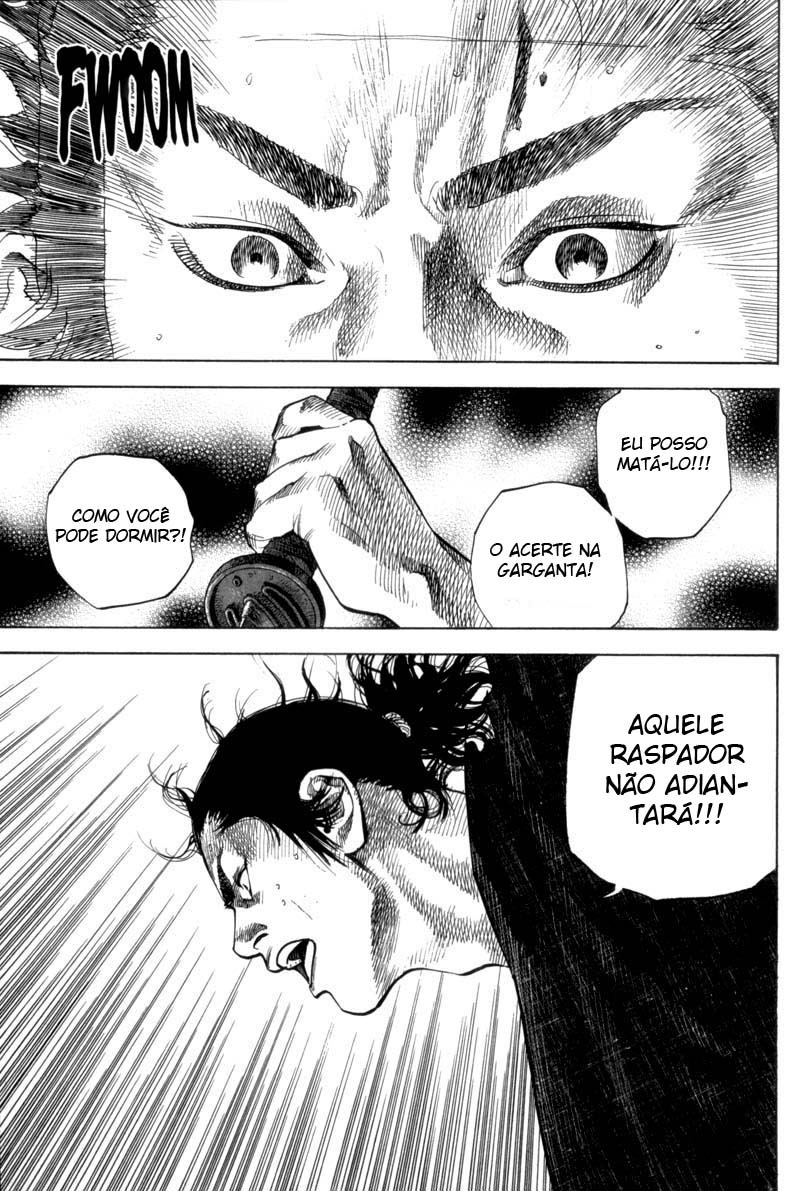 FWOOM
EU POSSO
MATÁ-LO!!!
O ACERTE NA
GARGANTA!
COMO VOCÊ
PODE DORMIR?!
AQUELE
RASPADOR
NÃO ADIAN-
TARÁ!!!